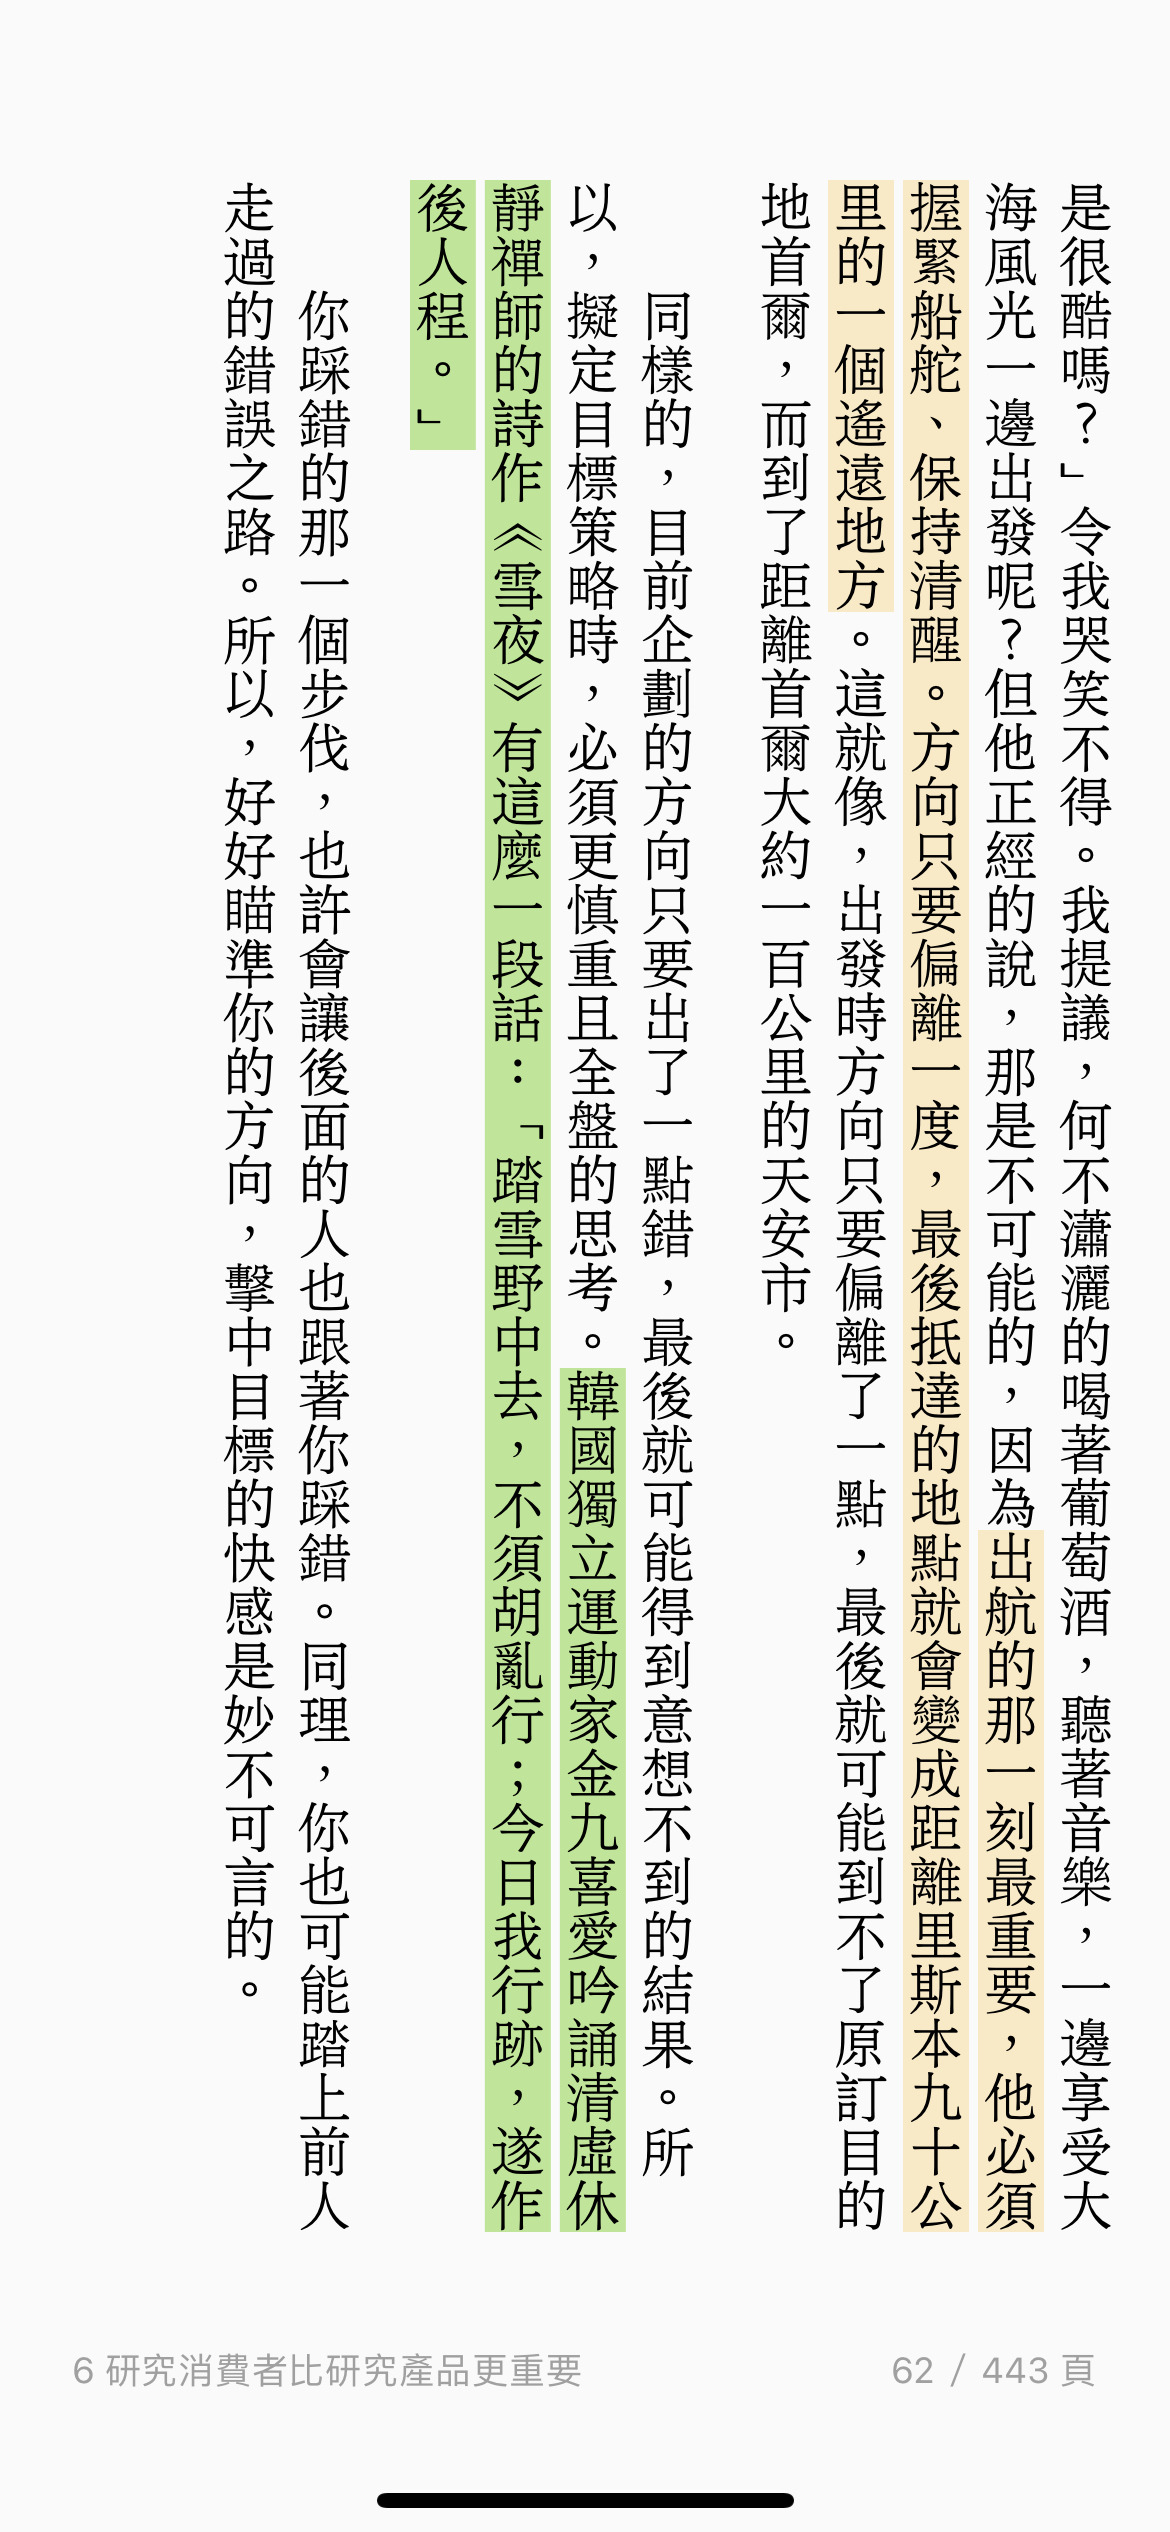 是很酷嗎？」令我哭笑不得。我提議，何不瀟灑的喝著葡萄酒，聽著音樂，一邊享受大
海風光一邊出發呢？但他正經的說，那是不可能的，因為出航的那一刻最重要，他必須
握緊船舵、保持清醒。方向只要偏離一度，最後抵達的地點就會變成距離里斯本九十公
里的一個遙遠地方。這就像，出發時方向只要偏離了一點，最後就可能到不了原訂目的
地首爾，而到了距離首爾大約一百公里的天安市。
同樣的，目前企劃的方向只要出了一點錯，最後就可能得到意想不到的結果。所
以，擬定目標策略時，必須更慎重且全盤的思考。韓國獨立運動家金九喜愛吟誦清虛休
靜禪師的詩作《雪夜》有這麼一段話：「踏雪野中去，不須胡亂行；今日我行跡，遂作
後人程。」
你踩錯的那一個步伐，也許會讓後面的人也跟著你踩錯。同理，你也可能踏上前人
走過的錯誤之路。所以，好好瞄準你的方向，擊中目標的快感是妙不可言的。
6 研究消費者比研究產品更重要
62 / 443 頁